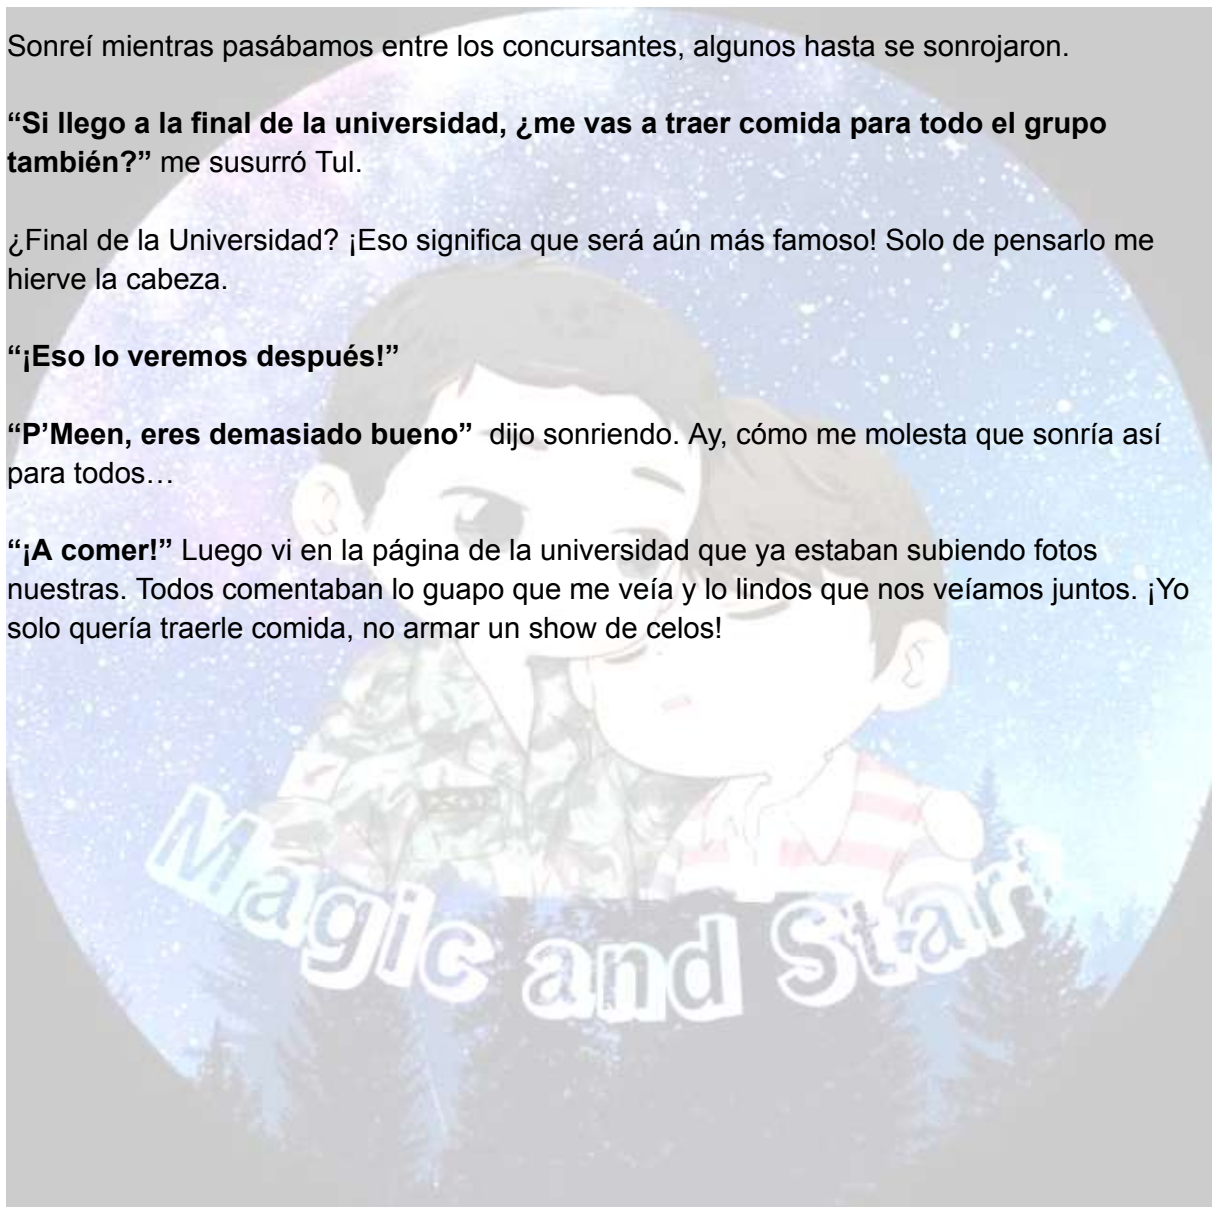 Sonreí mientras pasábamos entre los concursantes, algunos hasta se sonrojaron.
“Si llego a la final de la universidad, ¿me vas a traer comida para todo el grupo
también?” me susurró Tul.
¿Final de la Universidad? ¡Eso significa que será aún más famoso! Solo de pensarlo me
hierve la cabeza.
“¡Eso lo veremos después!”
“P’Meen, eres demasiado bueno”  dijo sonriendo. Ay, cómo me molesta que sonría así
para todos…
“¡A comer!” Luego vi en la página de la universidad que ya estaban subiendo fotos
nuestras. Todos comentaban lo guapo que me veía y lo lindos que nos veíamos juntos. ¡Yo
solo quería traerle comida, no armar un show de celos!
Magic and Star